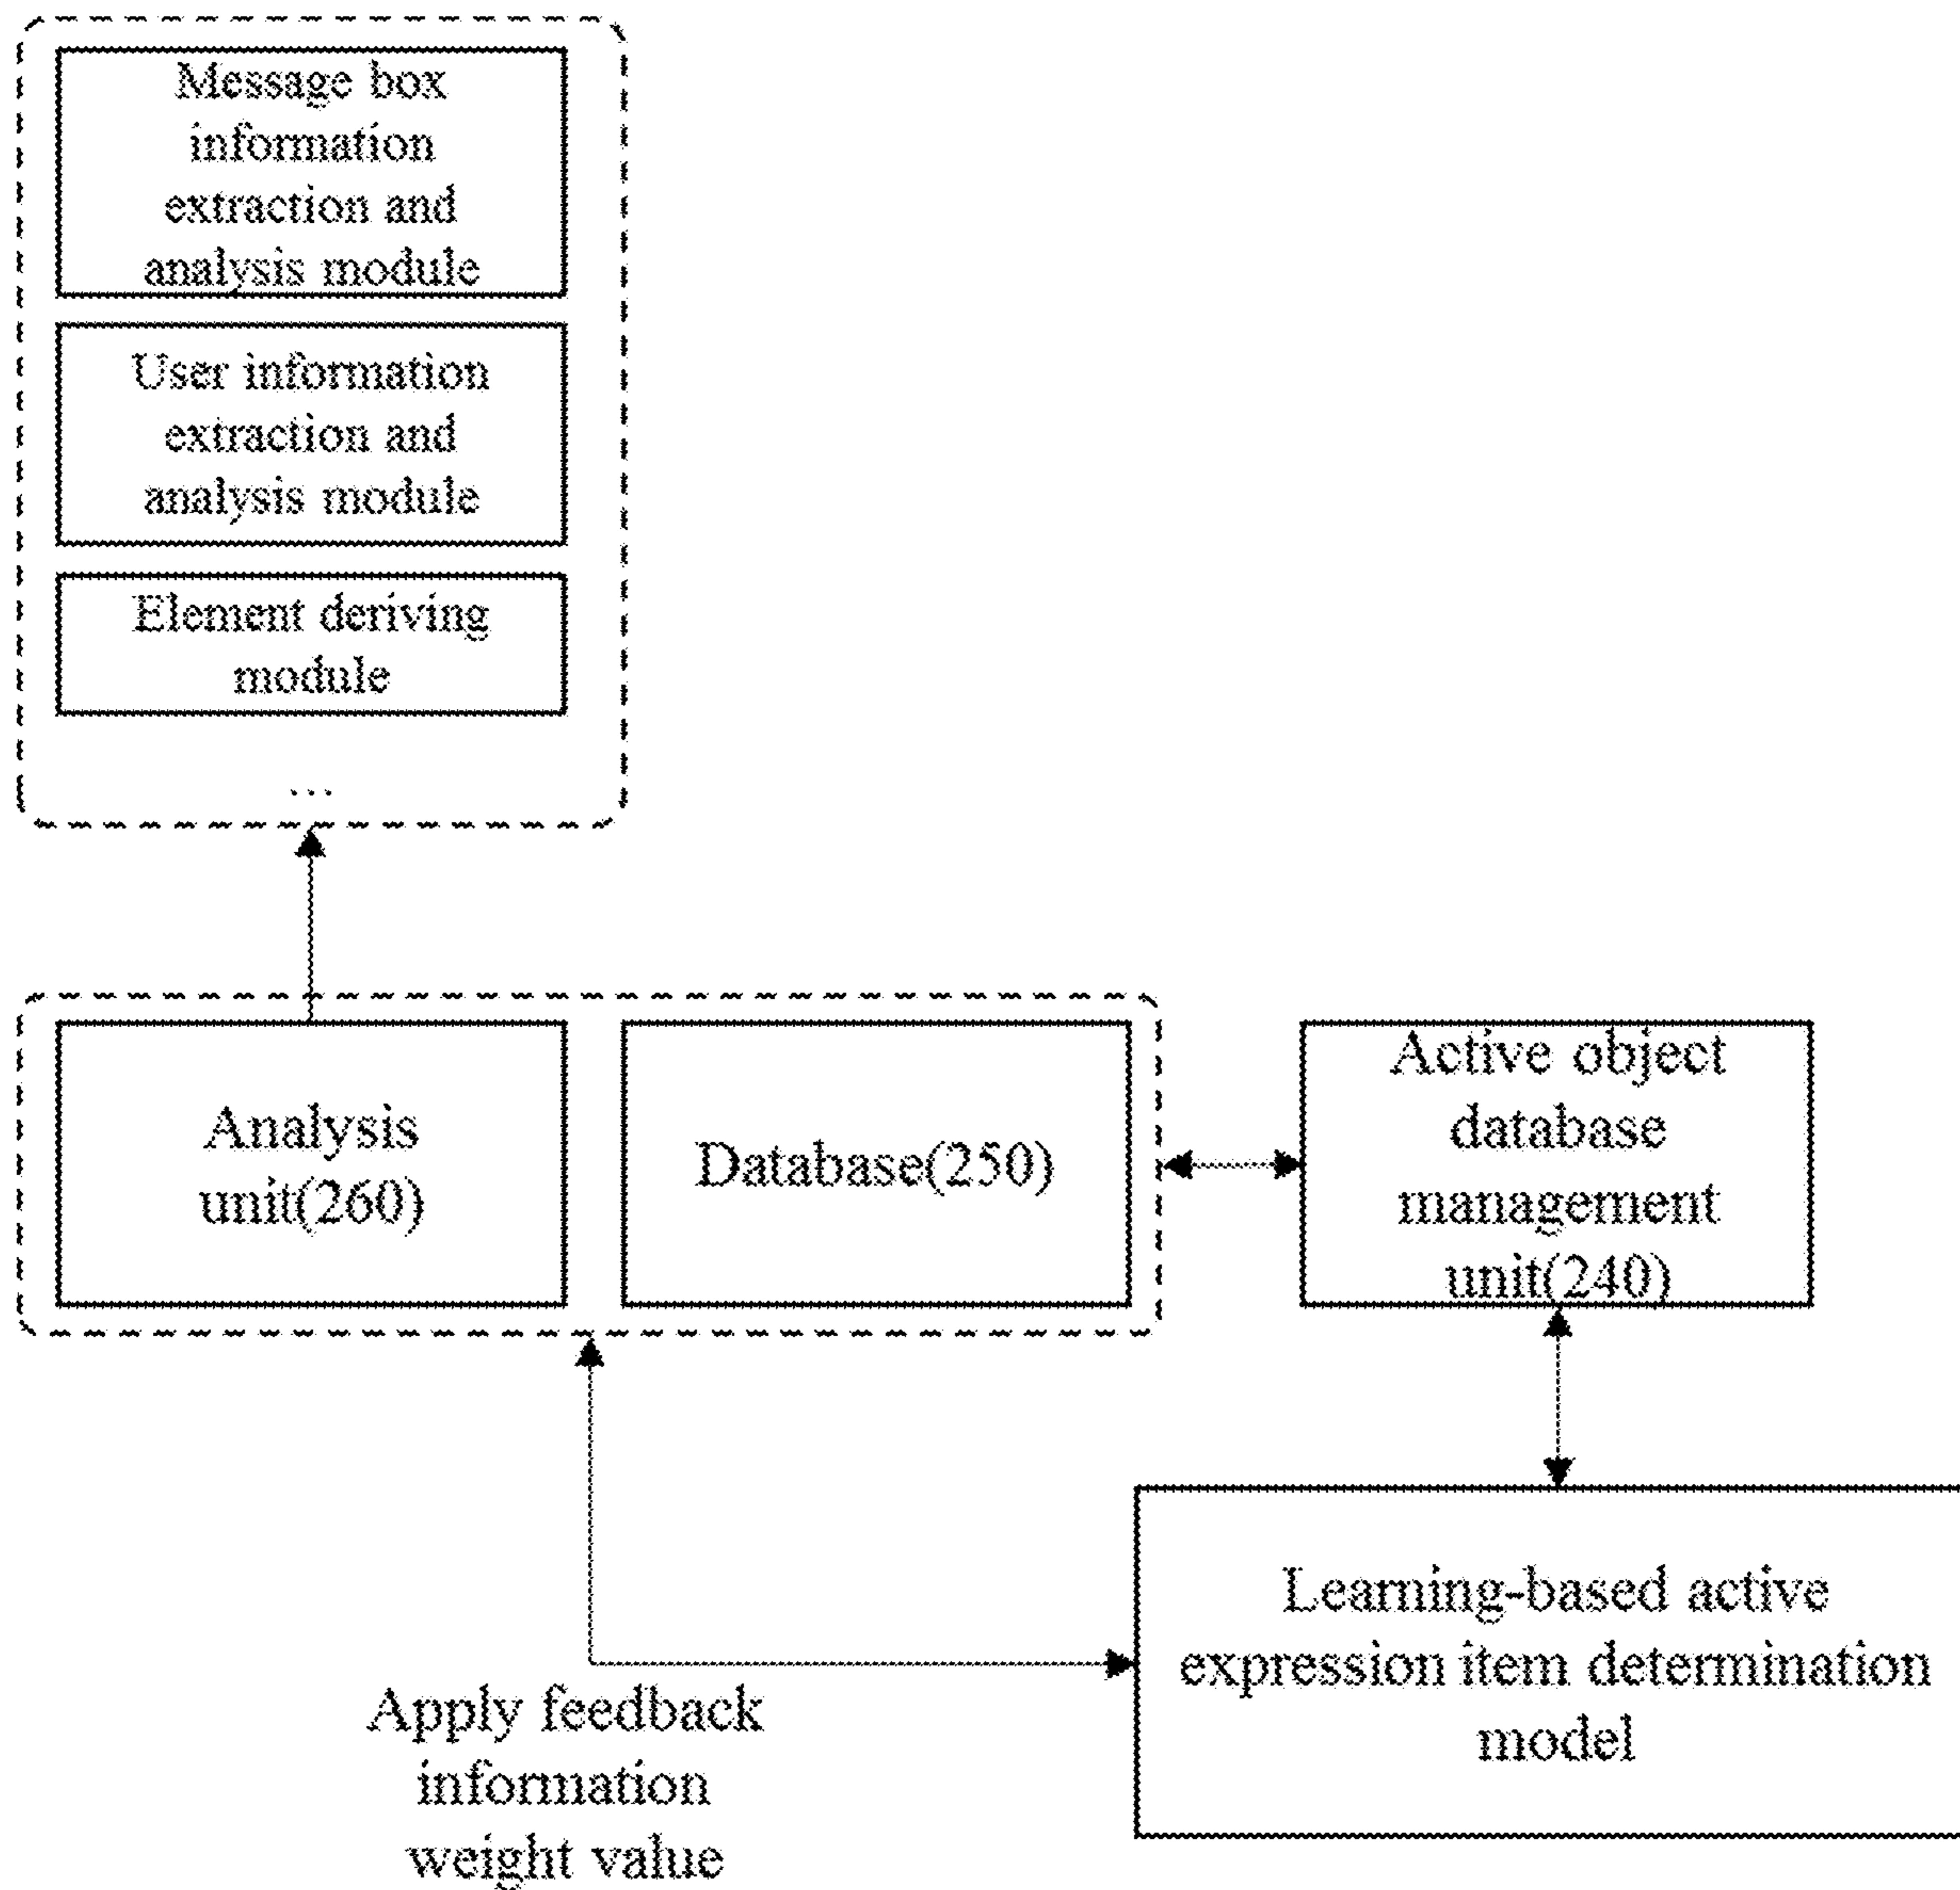 Message box
information
extraction and
analysis module
User information
extraction and
analysis module
Element deriving
module
...
Analysis
unit(260)
Database(250)
Active object
database
management
unit(240)
Learning-based active
expression item determination
model
Apply feedback
information
weight value